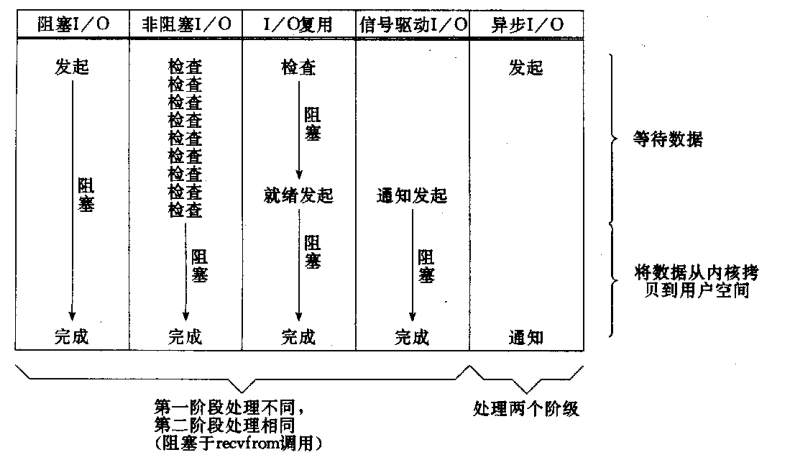 阻塞I/O 非阻塞I/O I/O复用 信号驱动I/O 异步I/O
发起 检查 检查 发起
检查
检查
检查
检查
检查
检查
检查
检查
阻塞
阻塞
就绪发起 通知发起
阻塞 阻塞 阻塞
完成 完成 完成 完成 通知
等待数据
将数据从内核拷
贝到用户空间
第一阶段处理不同，
第二阶段处理相同
（阻塞于recvfrom调用）
处理两个阶级